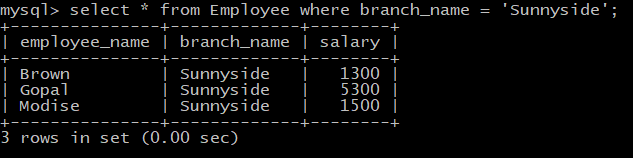 mysql> select * from Employee where branch_name = 'Sunnyside';
+---------------+-------------+--------+
| employee_name | branch_name | salary |
+---------------+-------------+--------+
| Brown         | Sunnyside   |   1300 |
| Gopal         | Sunnyside   |   5300 |
| Modise        | Sunnyside   |   1500 |
+---------------+-------------+--------+
3 rows in set (0.00 sec)